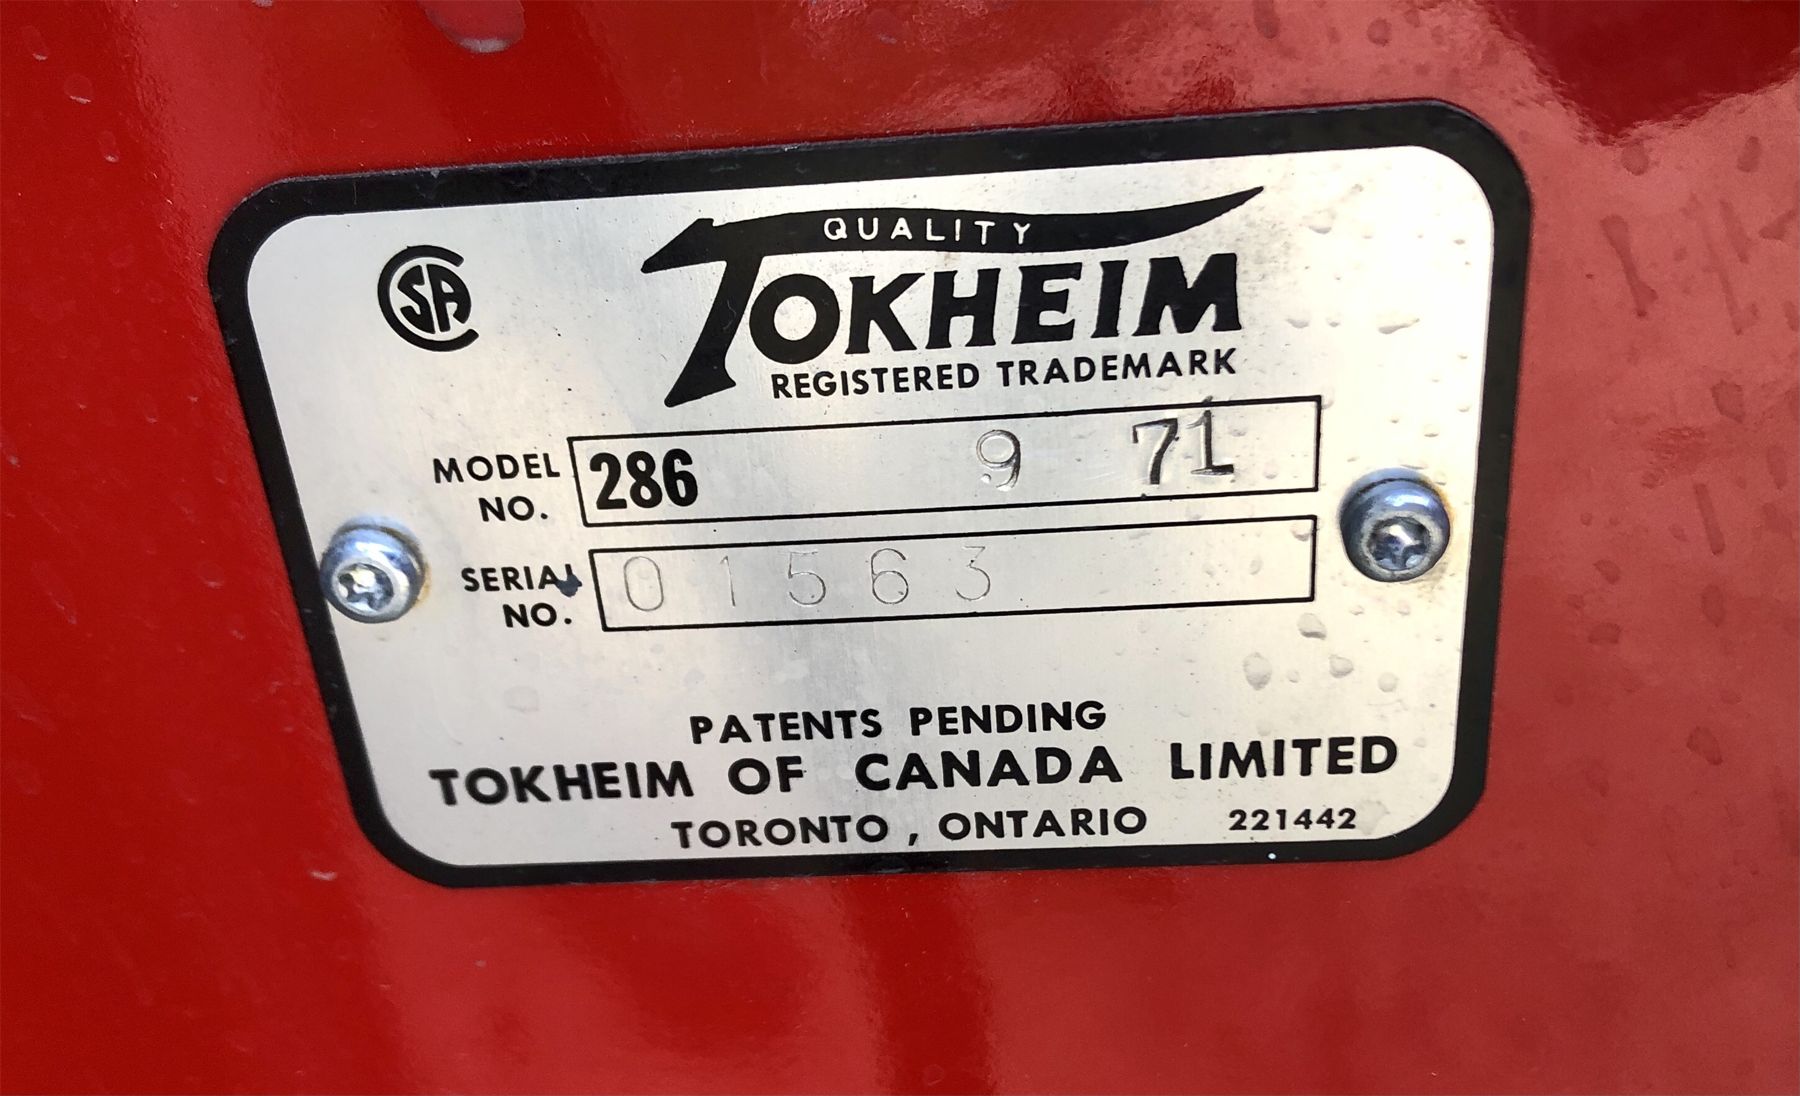 QUALITY
TOKHEIM
REGISTERED TRADEMARK
CSA
MODEL NO. 286 9 71
SERIAL NO. 01563
PATENTS PENDING
TOKHEIM OF CANADA LIMITED
TORONTO, ONTARIO 221442